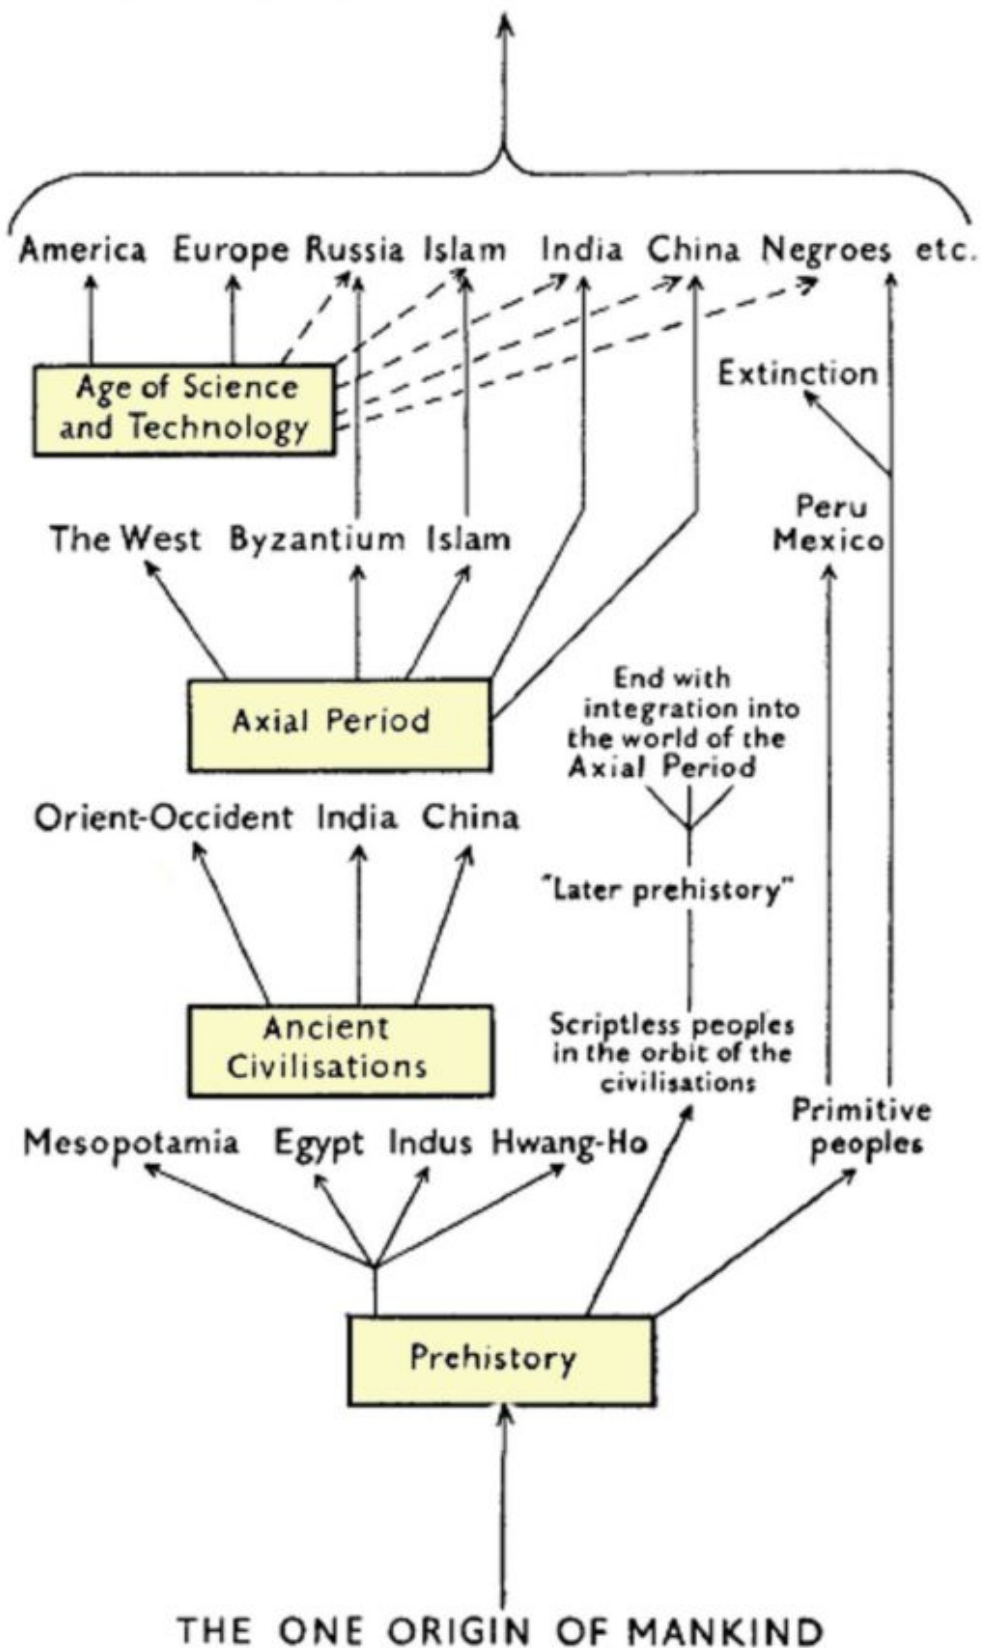 America Europe Russia Islam India China Negroes etc.
Extinction
Age of Science
and Technology
Peru
Mexico
The West Byzantium Islam
End with
integration into
the world of the
Axial Period
Axial Period
Orient-Occident India China
"Later prehistory"
Scriptless peoples
in the orbit of the
civilisations
Ancient
Civilisations
Primitive
peoples
Mesopotamia Egypt Indus Hwang-Ho
Prehistory
THE ONE ORIGIN OF MANKIND